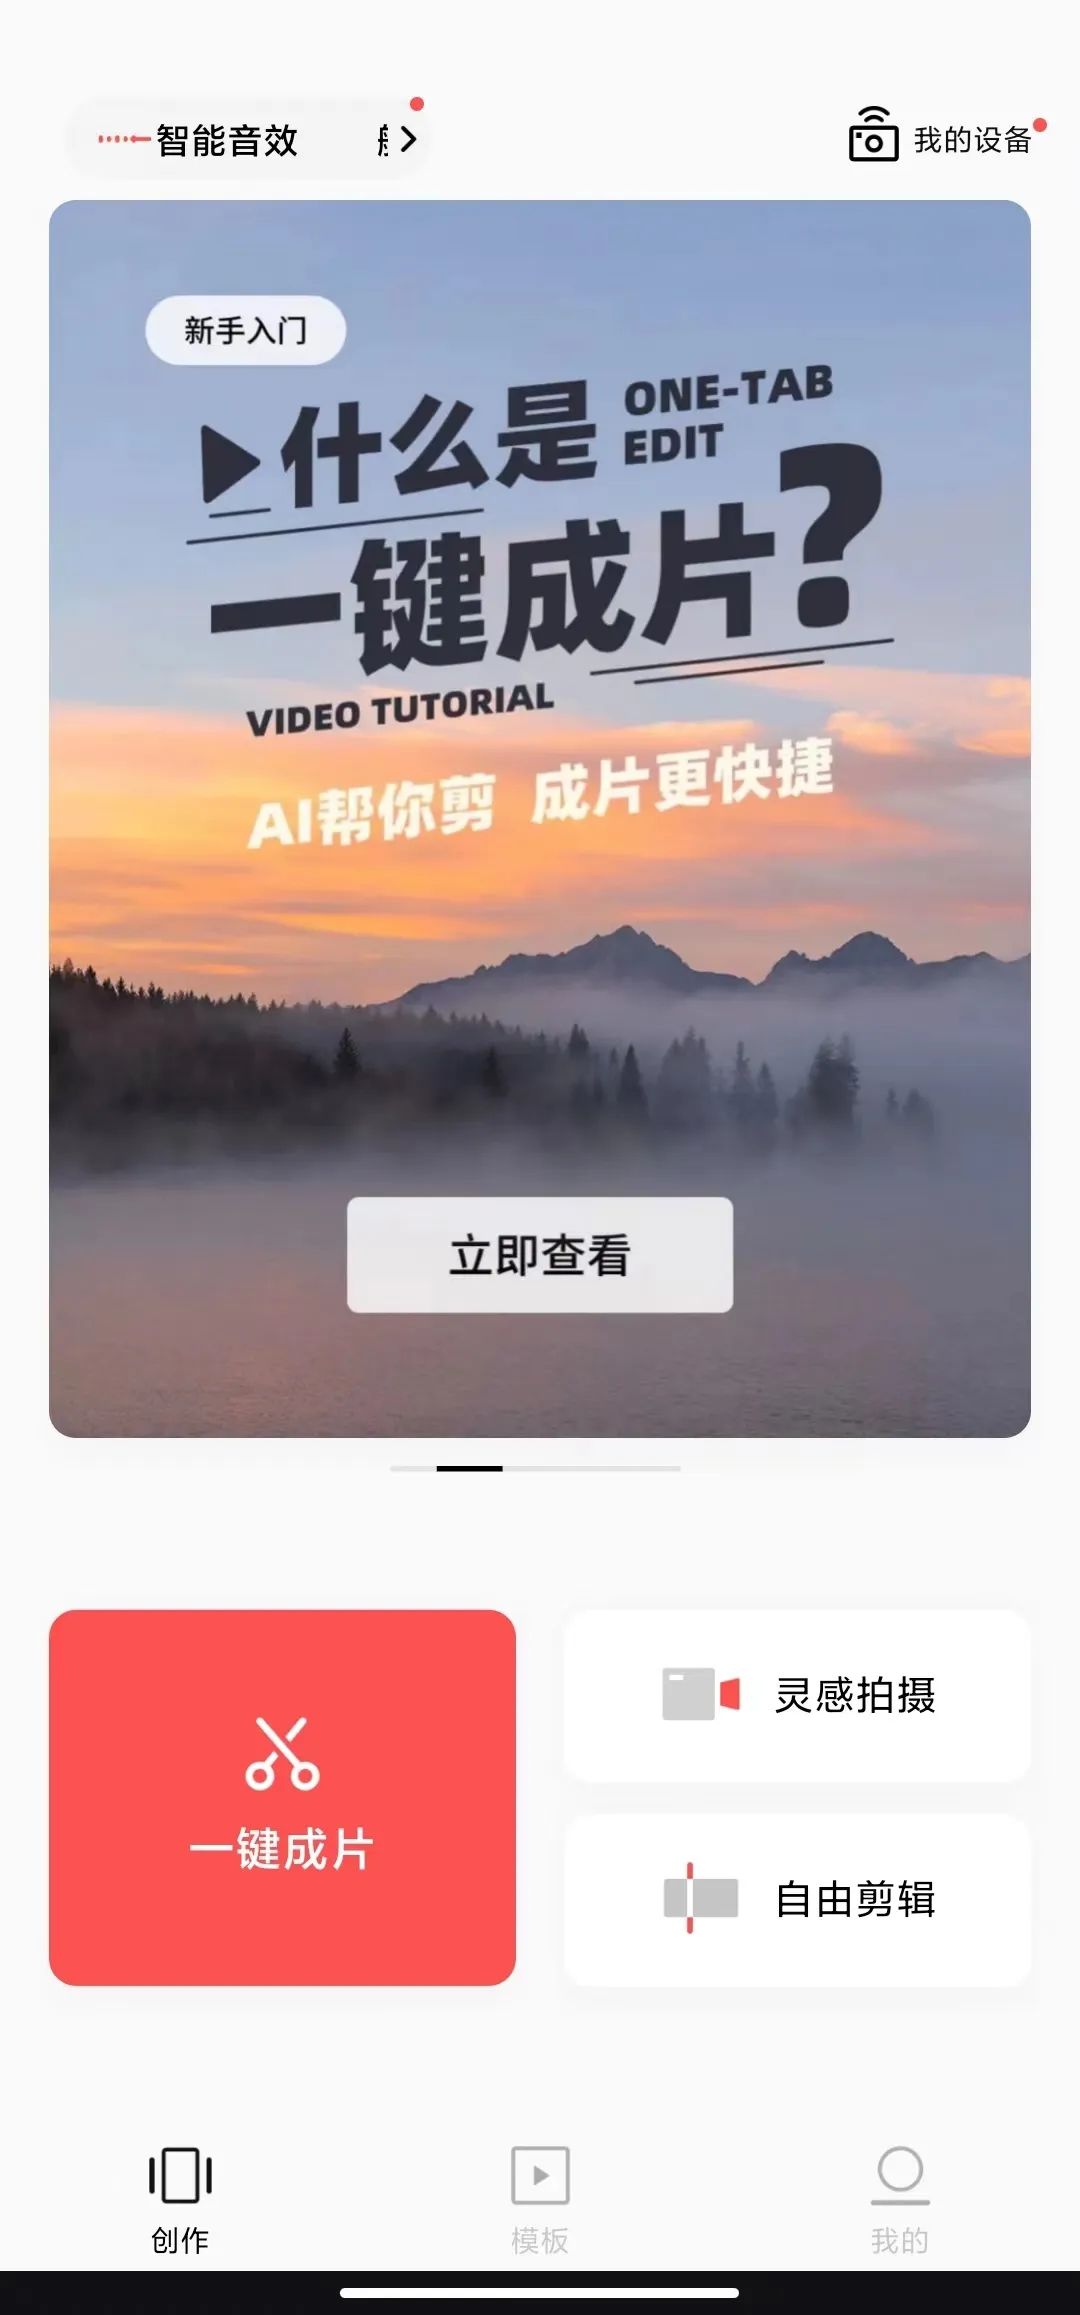 智能音效
我的设备
新手入门
什么是 ONE-TAB
EDIT
一键成片?
VIDEO TUTORIAL
AI帮你剪 成片更快捷
立即查看
一键成片
灵感拍摄
自由剪辑
创作
模板
我的